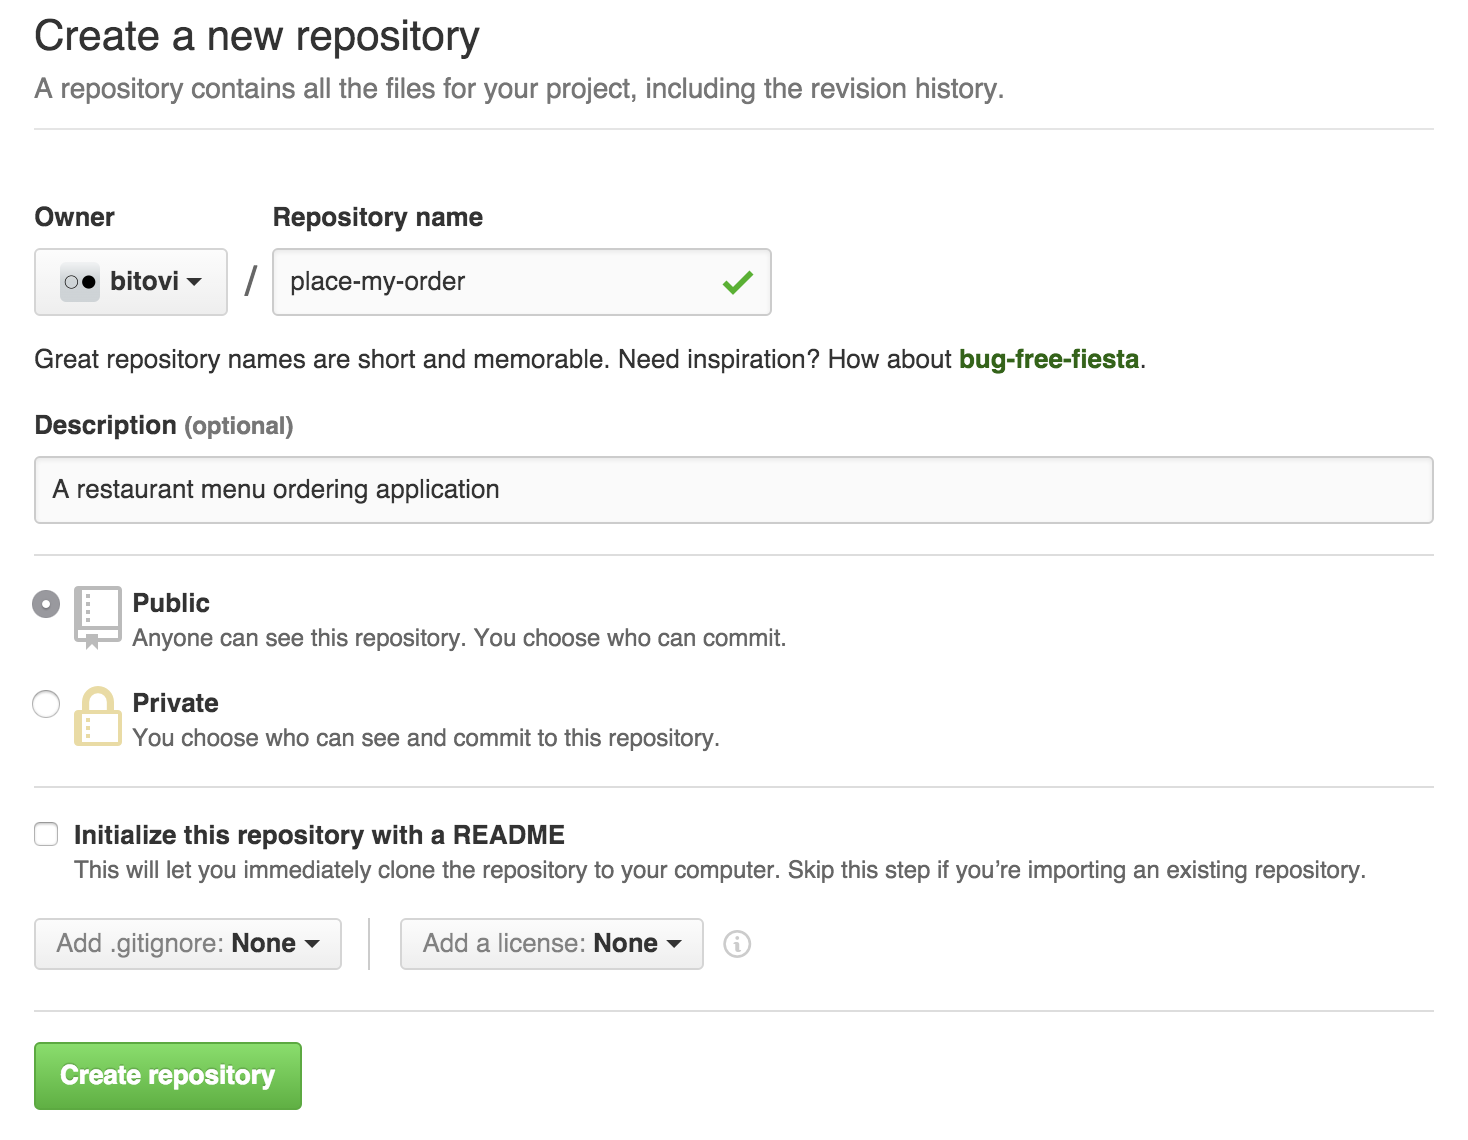 Create a new repository
A repository contains all the files for your project, including the revision history.
Owner
Repository name
bitovi / place-my-order
Great repository names are short and memorable. Need inspiration? How about bug-free-fiesta.
Description (optional)
A restaurant menu ordering application
Public
Anyone can see this repository. You choose who can commit.
Private
You choose who can see and commit to this repository.
Initialize this repository with a README
This will let you immediately clone the repository to your computer. Skip this step if you’re importing an existing repository.
Add .gitignore: None
Add a license: None
Create repository